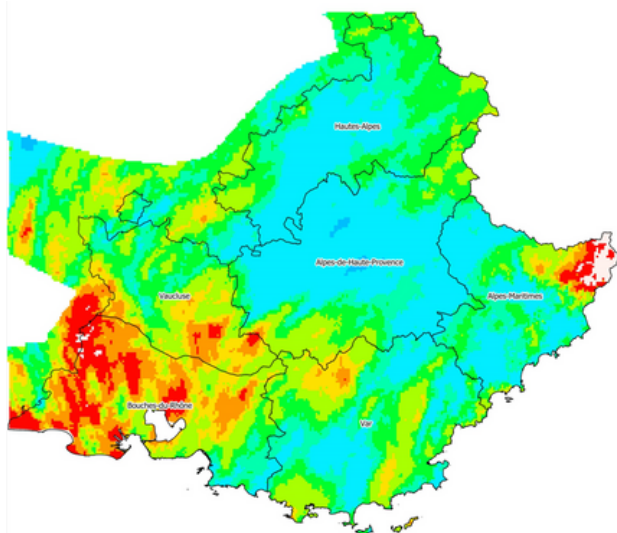 Hautes-Alpes
Alpes-de-Haute-Provence
Vaucluse
Alpes-Maritimes
Bouches-du-Rhône
Var